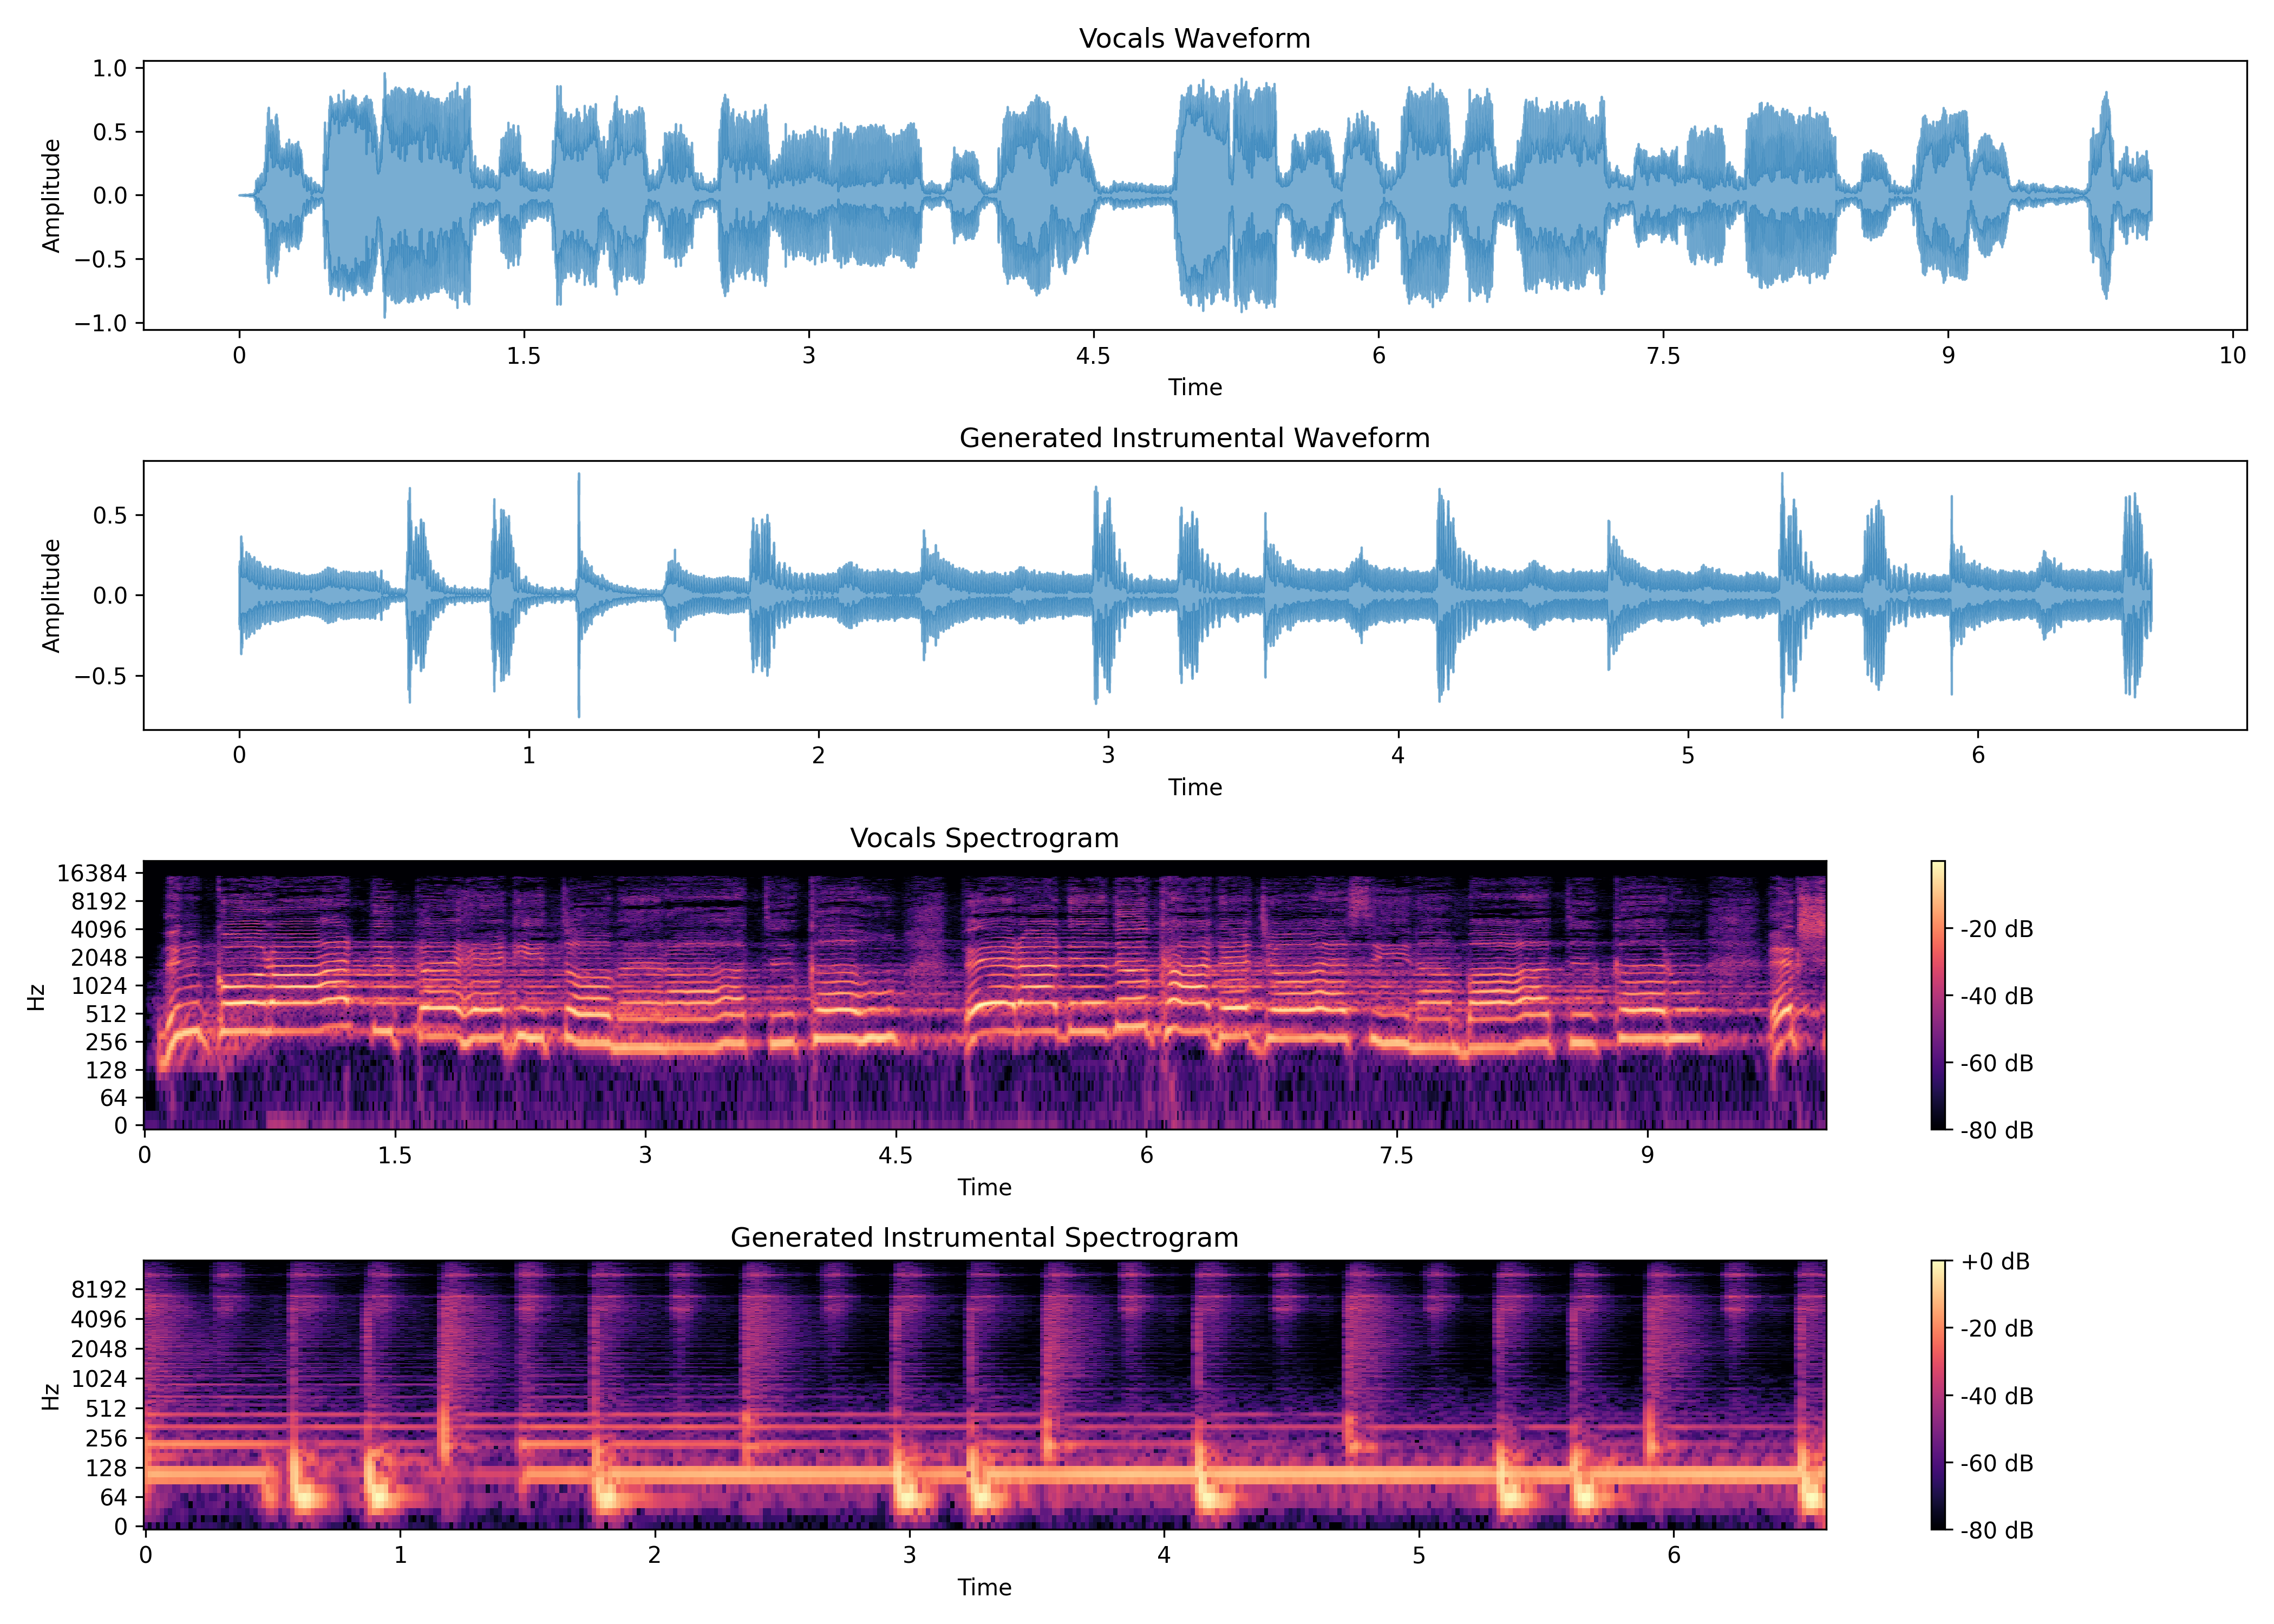 Vocals Waveform
1.0
0.5
0.0
−0.5
−1.0
Amplitude
0 1.5 3 4.5 6 7.5 9 10
Time
Generated Instrumental Waveform
0.5
0.0
−0.5
Amplitude
0 1 2 3 4 5 6
Time
Vocals Spectrogram
16384
8192
4096
2048
1024
512
256
128
64
0
Hz
0 1.5 3 4.5 6 7.5 9
Time
-20 dB
-40 dB
-60 dB
-80 dB
Generated Instrumental Spectrogram
8192
4096
2048
1024
512
256
128
64
0
Hz
0 1 2 3 4 5 6
Time
+0 dB
-20 dB
-40 dB
-60 dB
-80 dB